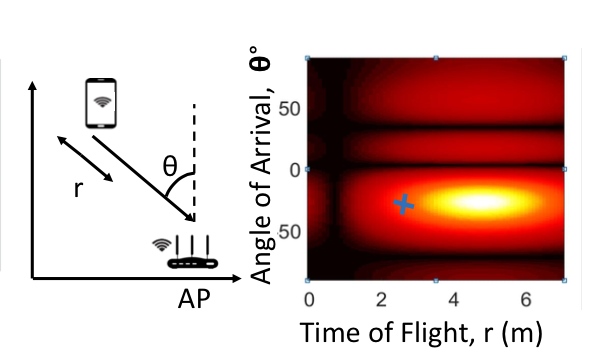 r
θ
AP
Angle of Arrival, θ°
50
0
-50
0
2
4
6
Time of Flight, r (m)